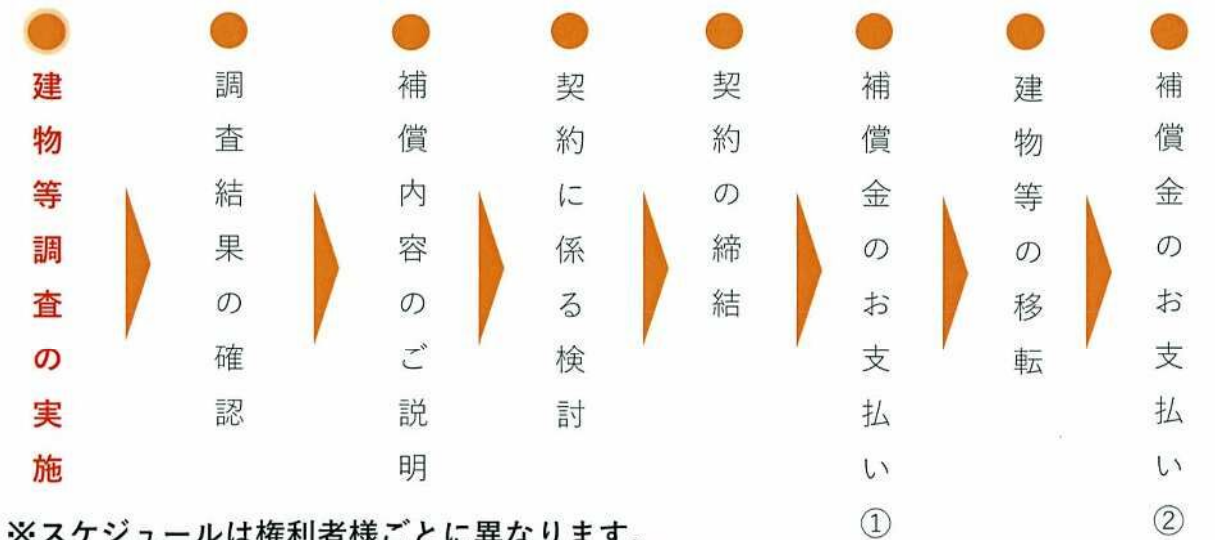 建物等調査の実施
調査結果の確認
補償内容のご説明
契約に係る検討
契約の締結
補償金のお支払い①
建物等の移転
補償金のお支払い②
※スケジュールは権利者様ごとに異なります。